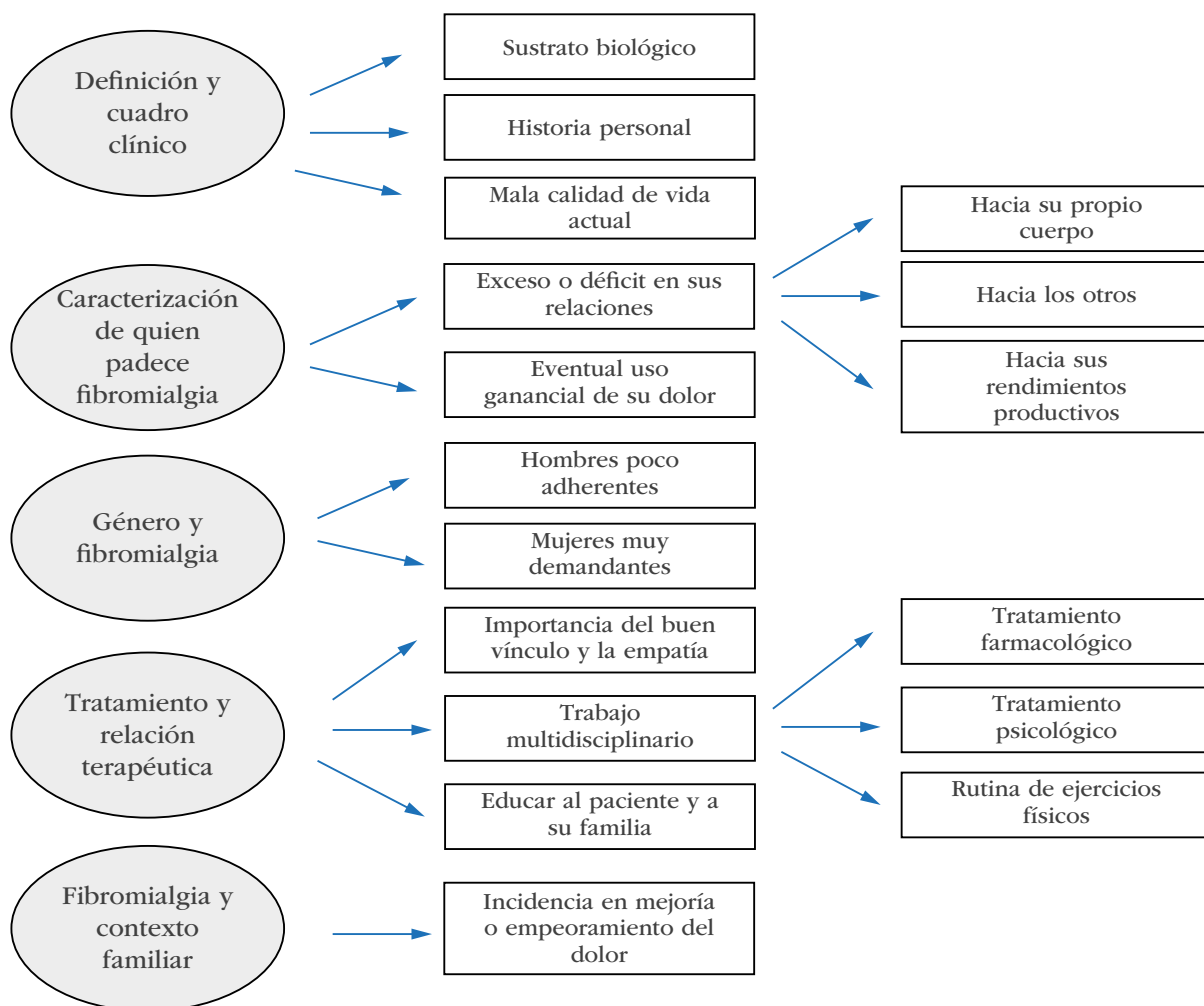 Definición y
cuadro
clínico
Sustrato biológico
Historia personal
Mala calidad de vida
actual
Caracterización
de quien
padece
fibromialgia
Exceso o déficit en sus
relaciones
Hacia su propio
cuerpo
Hacia los otros
Hacia sus
rendimientos
productivos
Eventual uso
ganancial de su dolor
Género y
fibromialgia
Hombres poco
adherentes
Mujeres muy
demandantes
Tratamiento y
relación
terapéutica
Importancia del buen
vínculo y la empatía
Trabajo
multidisciplinario
Tratamiento
farmacológico
Tratamiento
psicológico
Rutina de ejercicios
físicos
Educar al paciente y a
su familia
Fibromialgia y
contexto
familiar
Incidencia en mejoría
o empeoramiento del
dolor